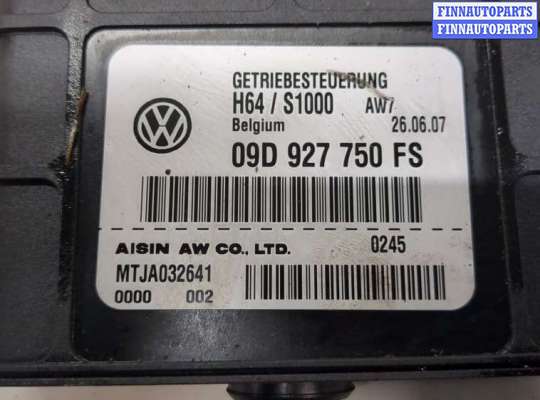 FINNAUTOPARTS
FINNAUTOPARTS
GETRIEBESTEUERUNG
H64 / S1000 AW7
Belgium 26.06.07
09D 927 750 FS
AISIN AW CO., LTD. 0245
MTJA032641
0000 002